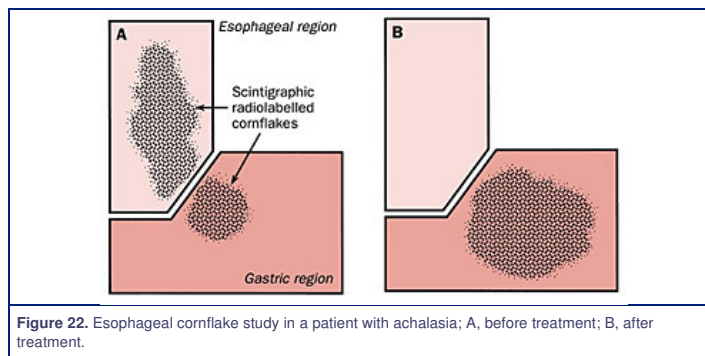 A
Esophageal region
B
Scintigraphic
radiolabelled
cornflakes
Gastric region
Figure 22. Esophageal cornflake study in a patient with achalasia; A, before treatment; B, after
treatment.